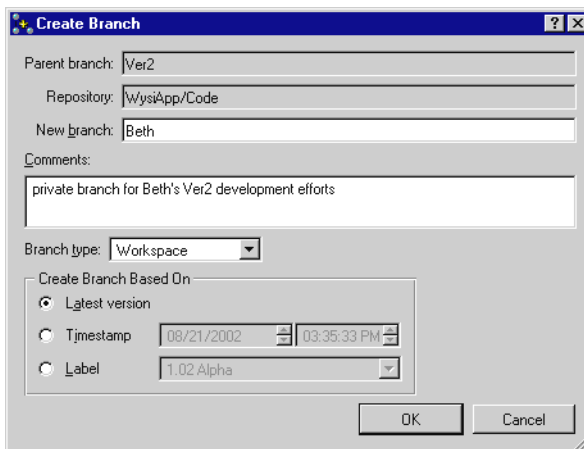 Create Branch
Parent branch: Ver2
Repository: WysiApp/Code
New branch: Beth
Comments:
private branch for Beth's Ver2 development efforts
Branch type: Workspace
Create Branch Based On
Latest version
Timestamp 08/21/2002 03:35:33 PM
Label 1.02 Alpha
OK Cancel